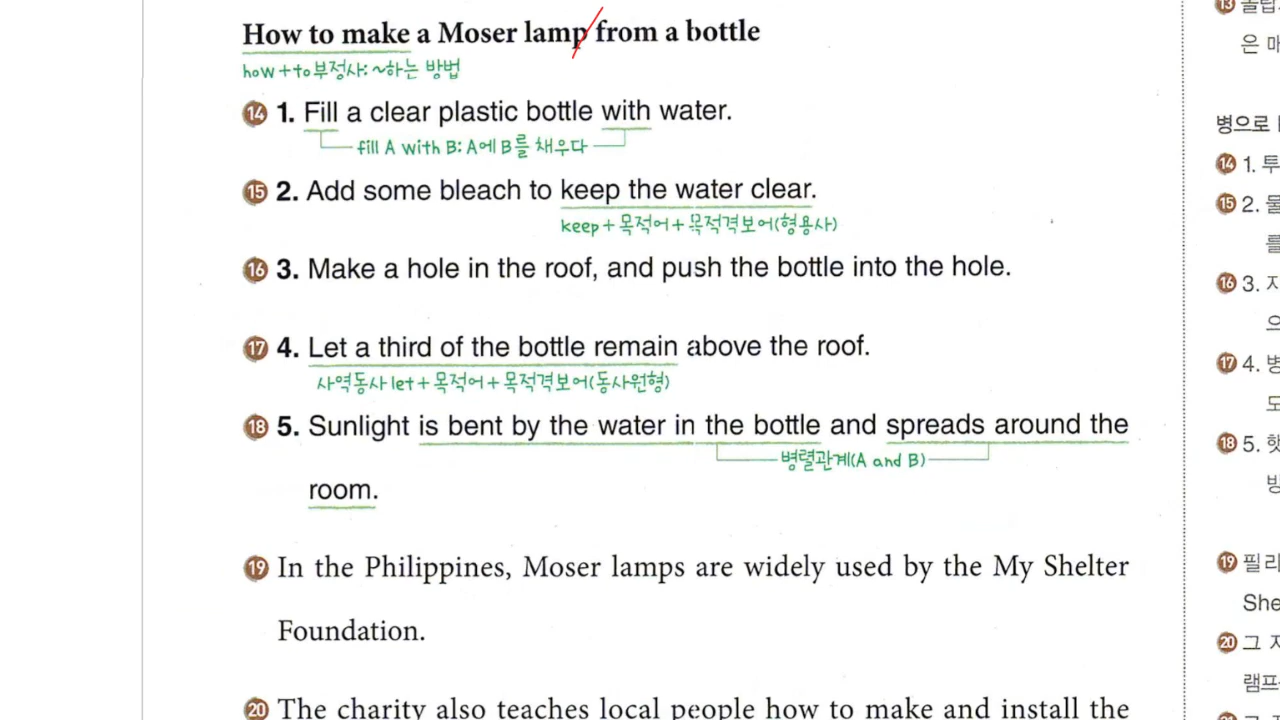 How to make a Moser lamp from a bottle
how+to부정사: ~하는 방법
⑭ 1. Fill a clear plastic bottle with water.
fill A with B: A에 B를 채우다
⑮ 2. Add some bleach to keep the water clear.
keep+목적어+목적격보어(형용사)
⑯ 3. Make a hole in the roof, and push the bottle into the hole.
⑰ 4. Let a third of the bottle remain above the roof.
사역동사 let+목적어+목적격보어(동사원형)
⑱ 5. Sunlight is bent by the water in the bottle and spreads around the
병렬관계(A and B)
room.
⑲ In the Philippines, Moser lamps are widely used by the My Shelter
Foundation.
⑳ The charity also teaches local people how to make and install the
⑬
은
병으로
⑭ 1. 투
⑮ 2. 물
를
⑯ 3.
으
⑰ 4. 병
도
⑱ 5. 햇
방
⑲ 필리
She
⑳ 그
램프